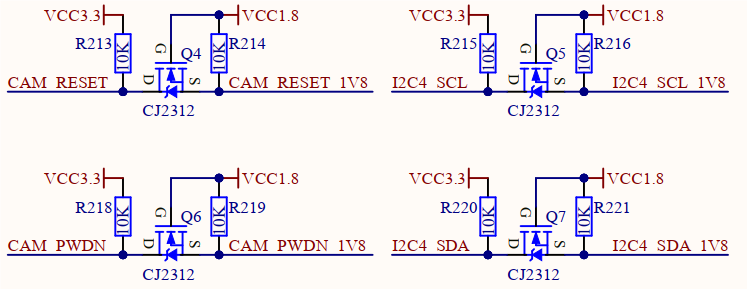 VCC3.3 VCC1.8 VCC3.3 VCC1.8
R213 10K G Q4 10K R214 R215 10K G Q5 10K R216
CAM_RESET D S CAM_RESET_1V8 I2C4_SCL D S I2C4_SCL_1V8
CJ2312 CJ2312
VCC3.3 VCC1.8 VCC3.3 VCC1.8
R218 10K G Q6 10K R219 R220 10K G Q7 10K R221
CAM_PWDN D S CAM_PWDN_1V8 I2C4_SDA D S I2C4_SDA_1V8
CJ2312 CJ2312